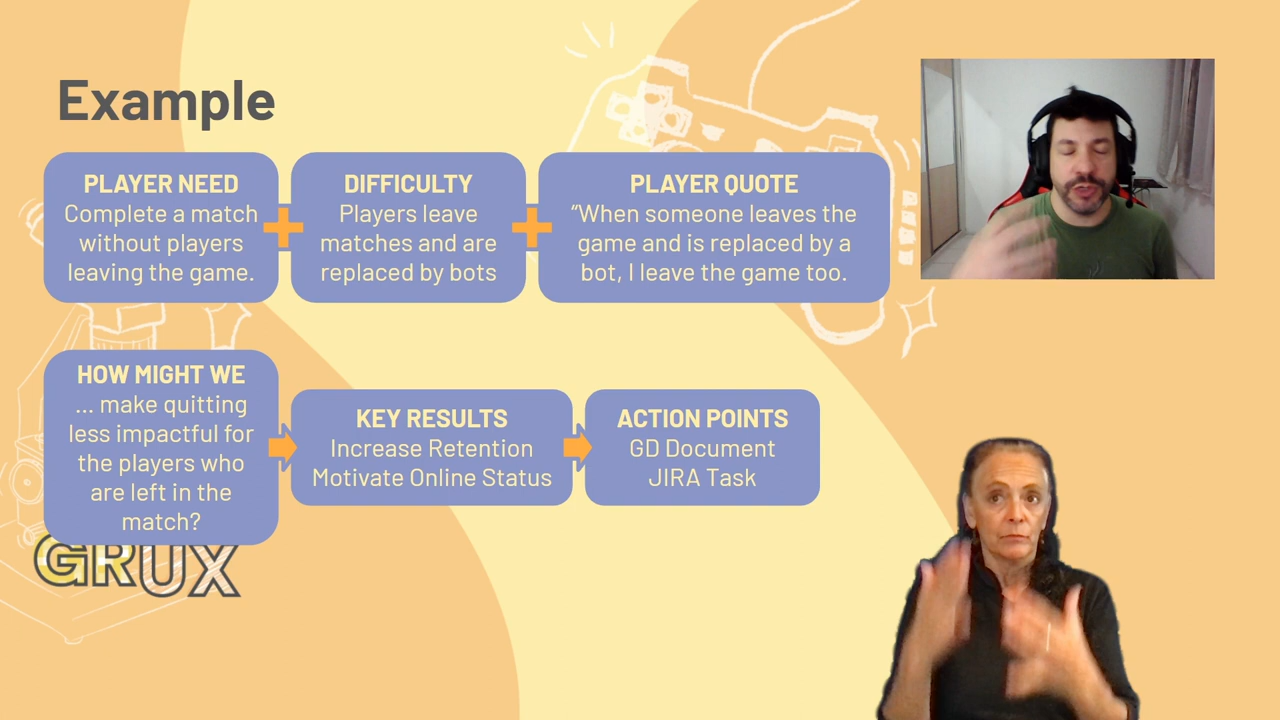 Example
PLAYER NEED
Complete a match
without players
leaving the game.
DIFFICULTY
Players leave
matches and are
replaced by bots
PLAYER QUOTE
“When someone leaves the
game and is replaced by a
bot, I leave the game too.
HOW MIGHT WE
... make quitting
less impactful for
the players who
are left in the
match?
KEY RESULTS
Increase Retention
Motivate Online Status
ACTION POINTS
GD Document
JIRA Task
GRUX